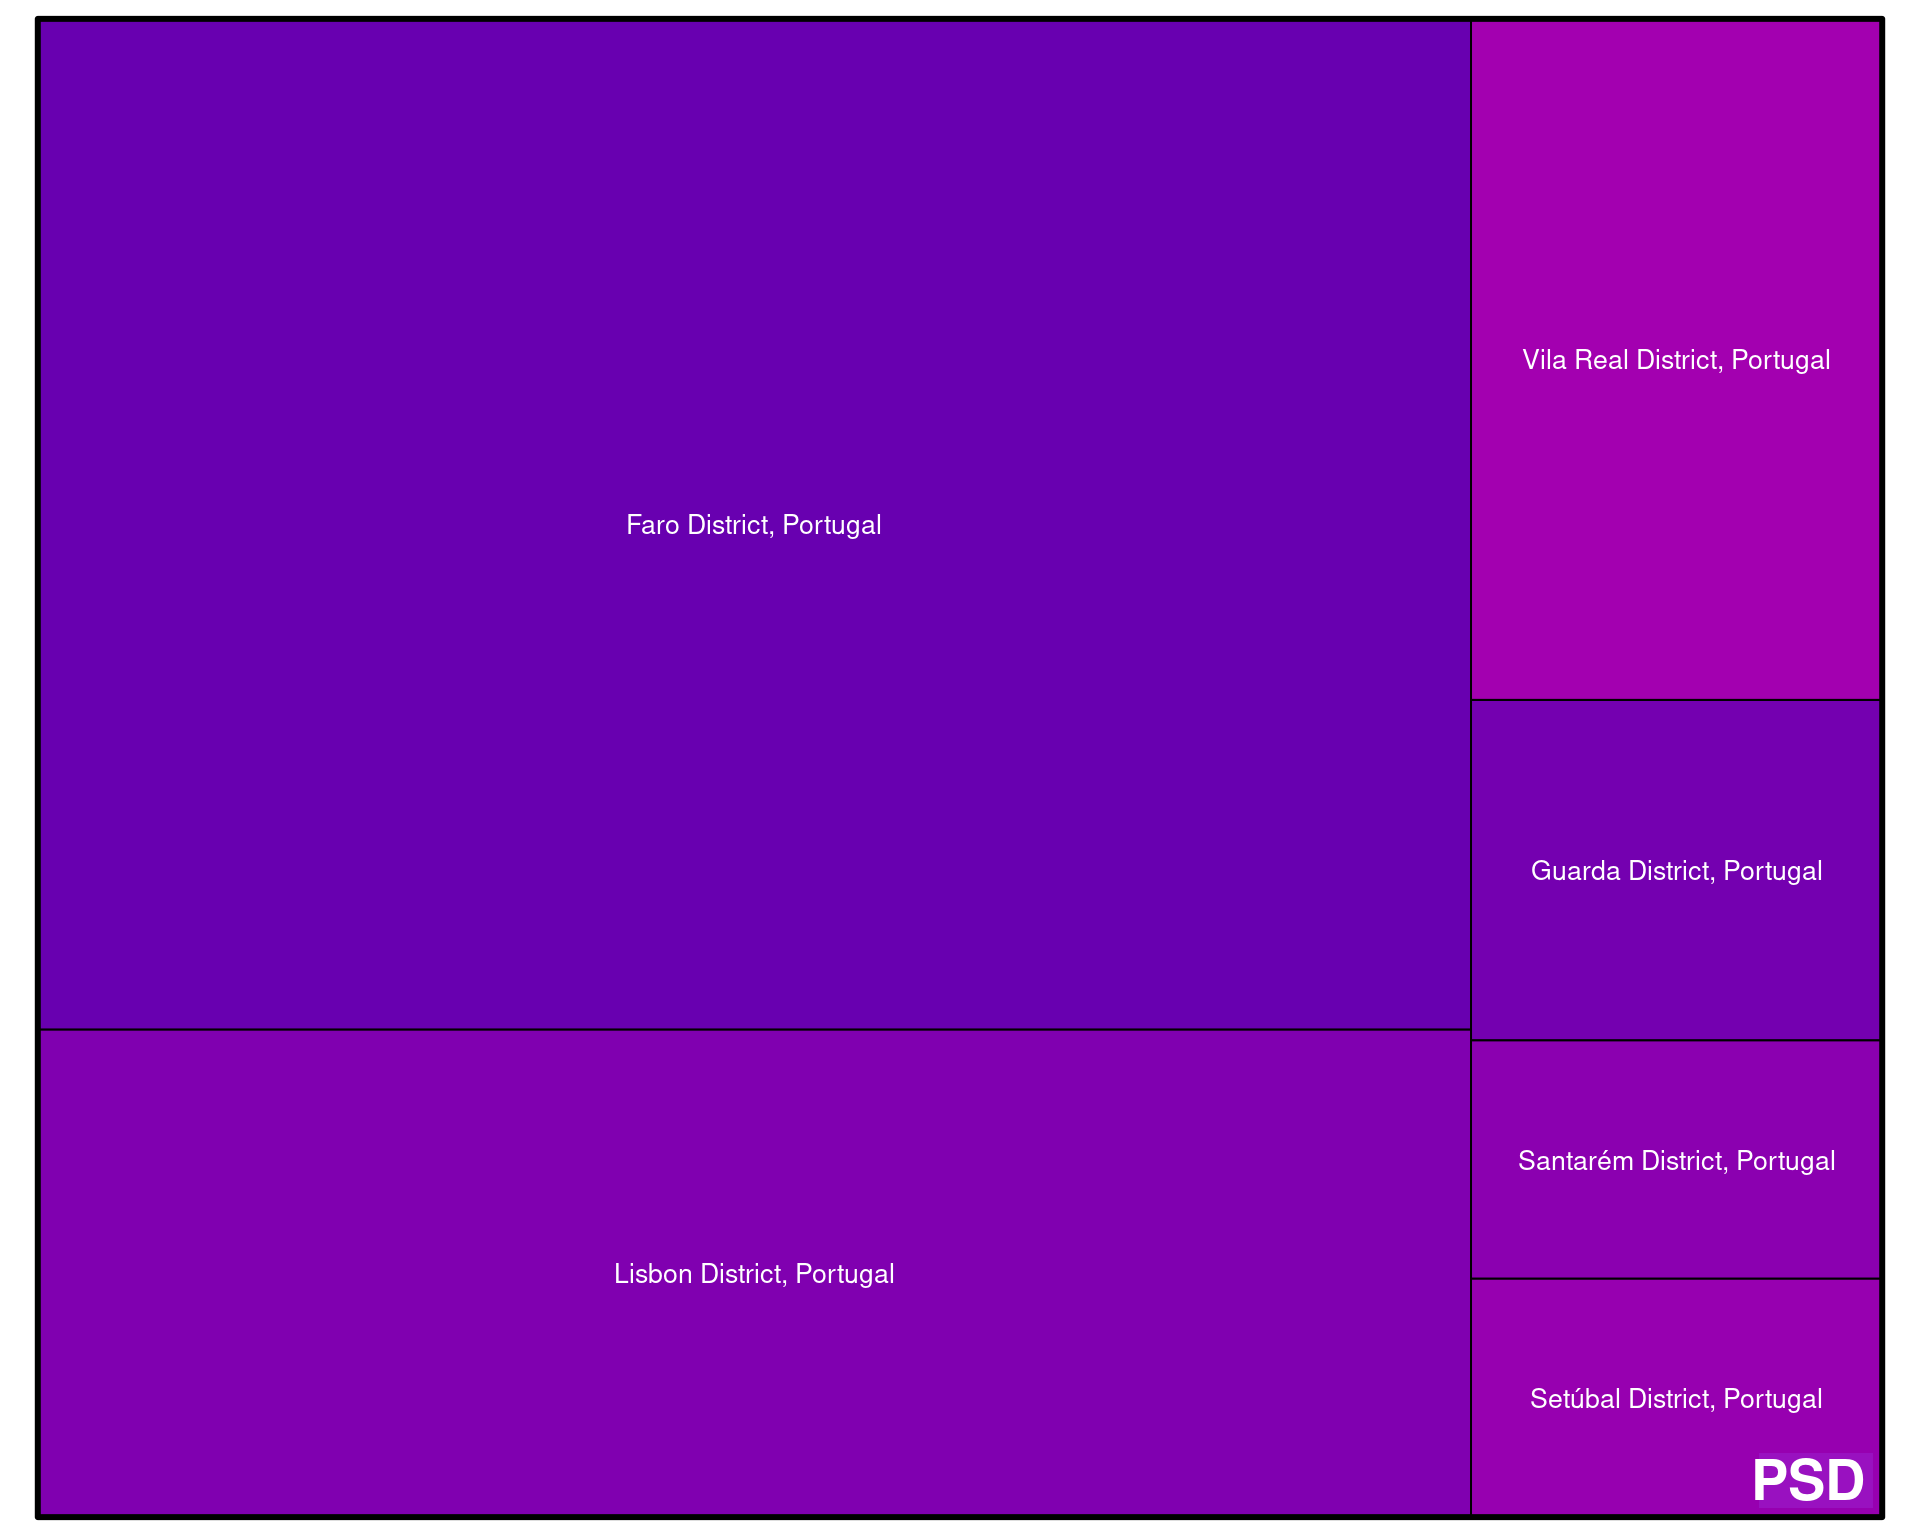 Faro District, Portugal
Lisbon District, Portugal
Vila Real District, Portugal
Guarda District, Portugal
Santarém District, Portugal
Setúbal District, Portugal
PSD